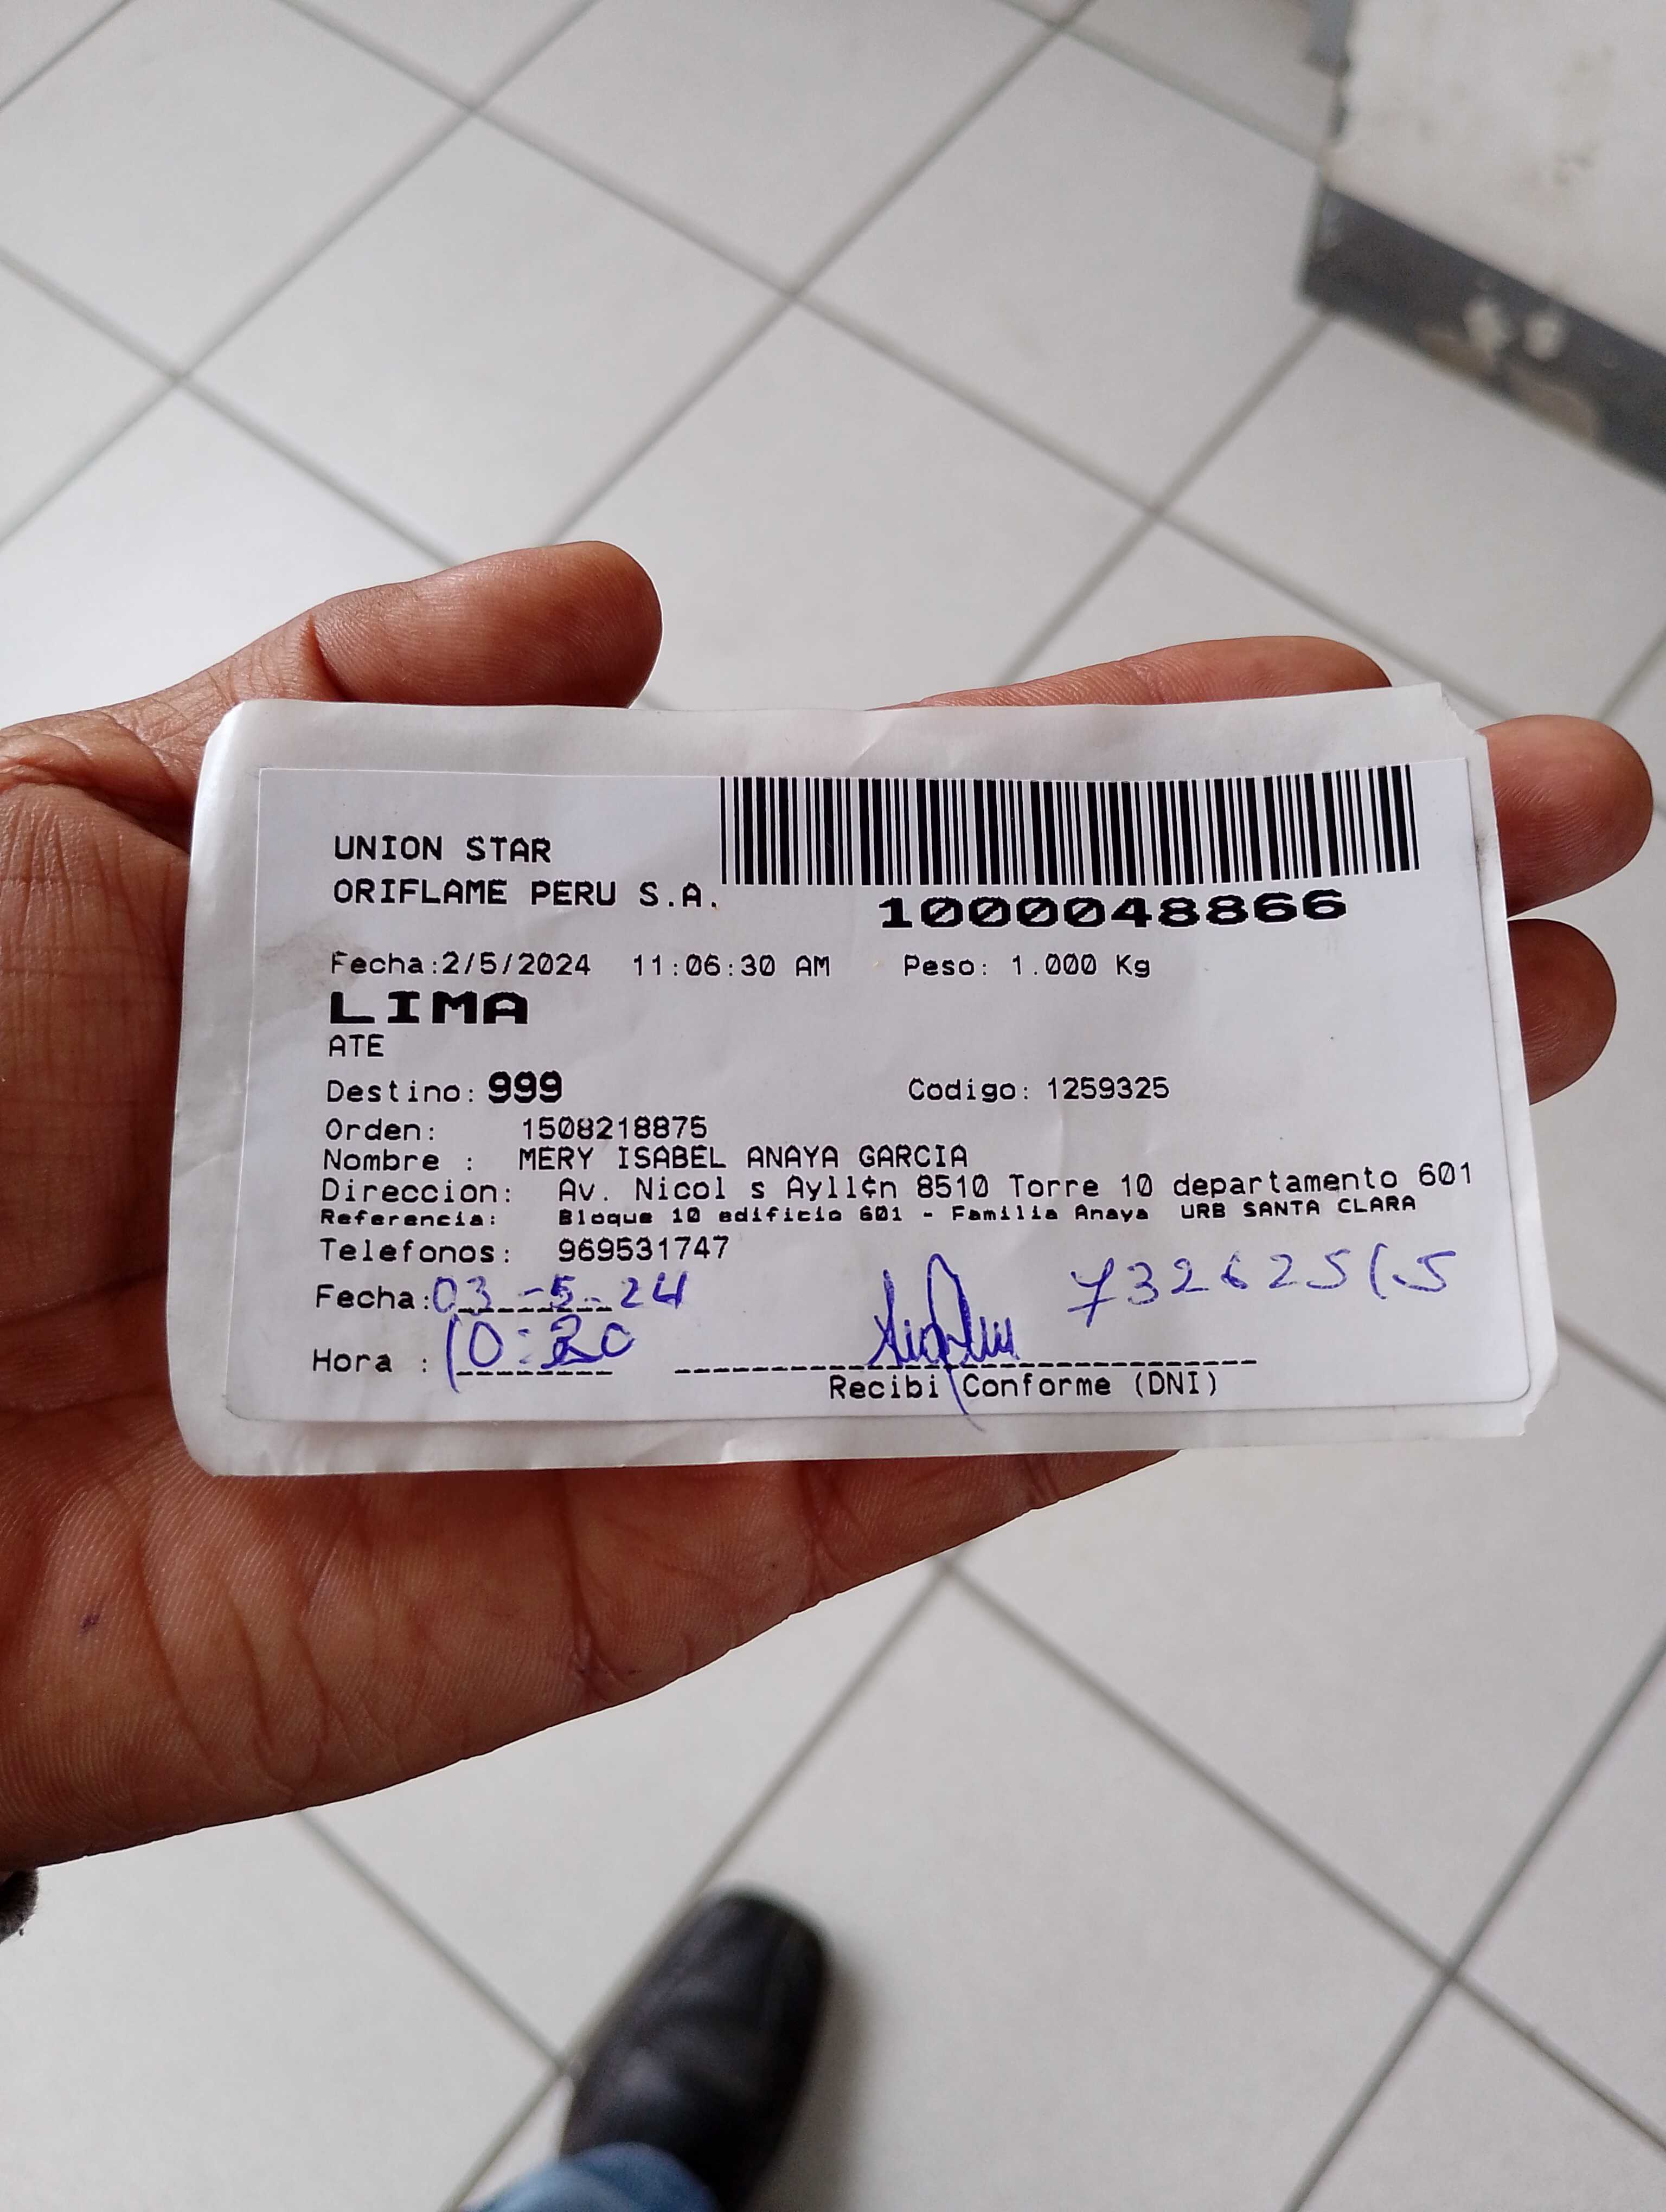 UNION STAR
ORIFLAME PERU S.A.
1000048866
Fecha:2/5/2024 11:06:30 AM Peso: 1.000 Kg
LIMA
ATE
Destino: 999 Codigo: 1259325
Orden: 1508218875
Nombre : MERY ISABEL ANAYA GARCIA
Direccion: Av. Nicol s Ayll¢n 8510 Torre 10 departamento 601
Referencia: Bloque 10 edificio 601 - Familia Anaya URB SANTA CLARA
Telefonos: 969531747
Fecha: 03-5-24
Hora : 10:20
Recibi Conforme (DNI)